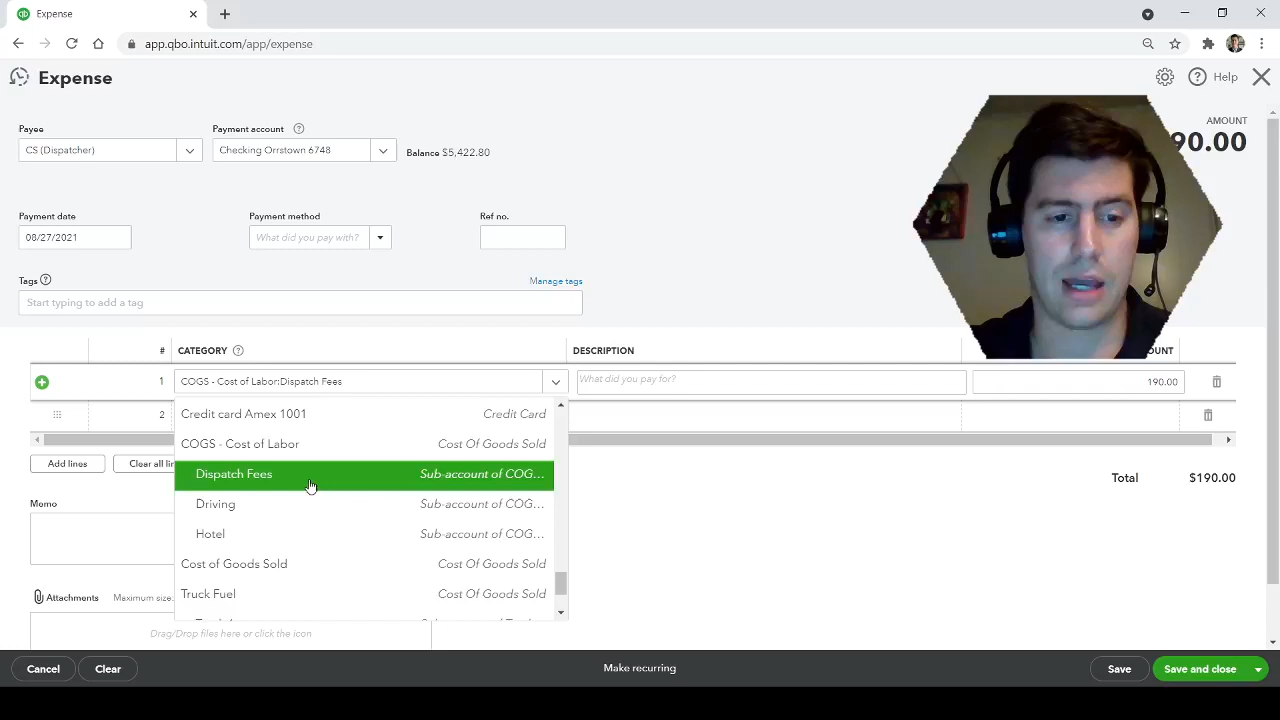 Expense
app.qbo.intuit.com/app/expense
Expense
Help
Payee
Payment account
AMOUNT
CS (Dispatcher)
Checking Orrstown 6748
Balance $5,422.80
90.00
Payment date
Payment method
Ref no.
08/27/2021
What did you pay with?
Tags
Manage tags
Start typing to add a tag
# CATEGORY DESCRIPTION OUNT
1 COGS - Cost of Labor:Dispatch Fees What did you pay for? 190.00
2
Credit card Amex 1001 Credit Card
COGS - Cost of Labor Cost Of Goods Sold
Dispatch Fees Sub-account of COG...
Driving Sub-account of COG...
Hotel Sub-account of COG...
Cost of Goods Sold Cost Of Goods Sold
Truck Fuel Cost Of Goods Sold
Add lines
Clear all lin
Total $190.00
Memo
Attachments Maximum size:
Drag/Drop files here or click the icon
Cancel
Clear
Make recurring
Save
Save and close